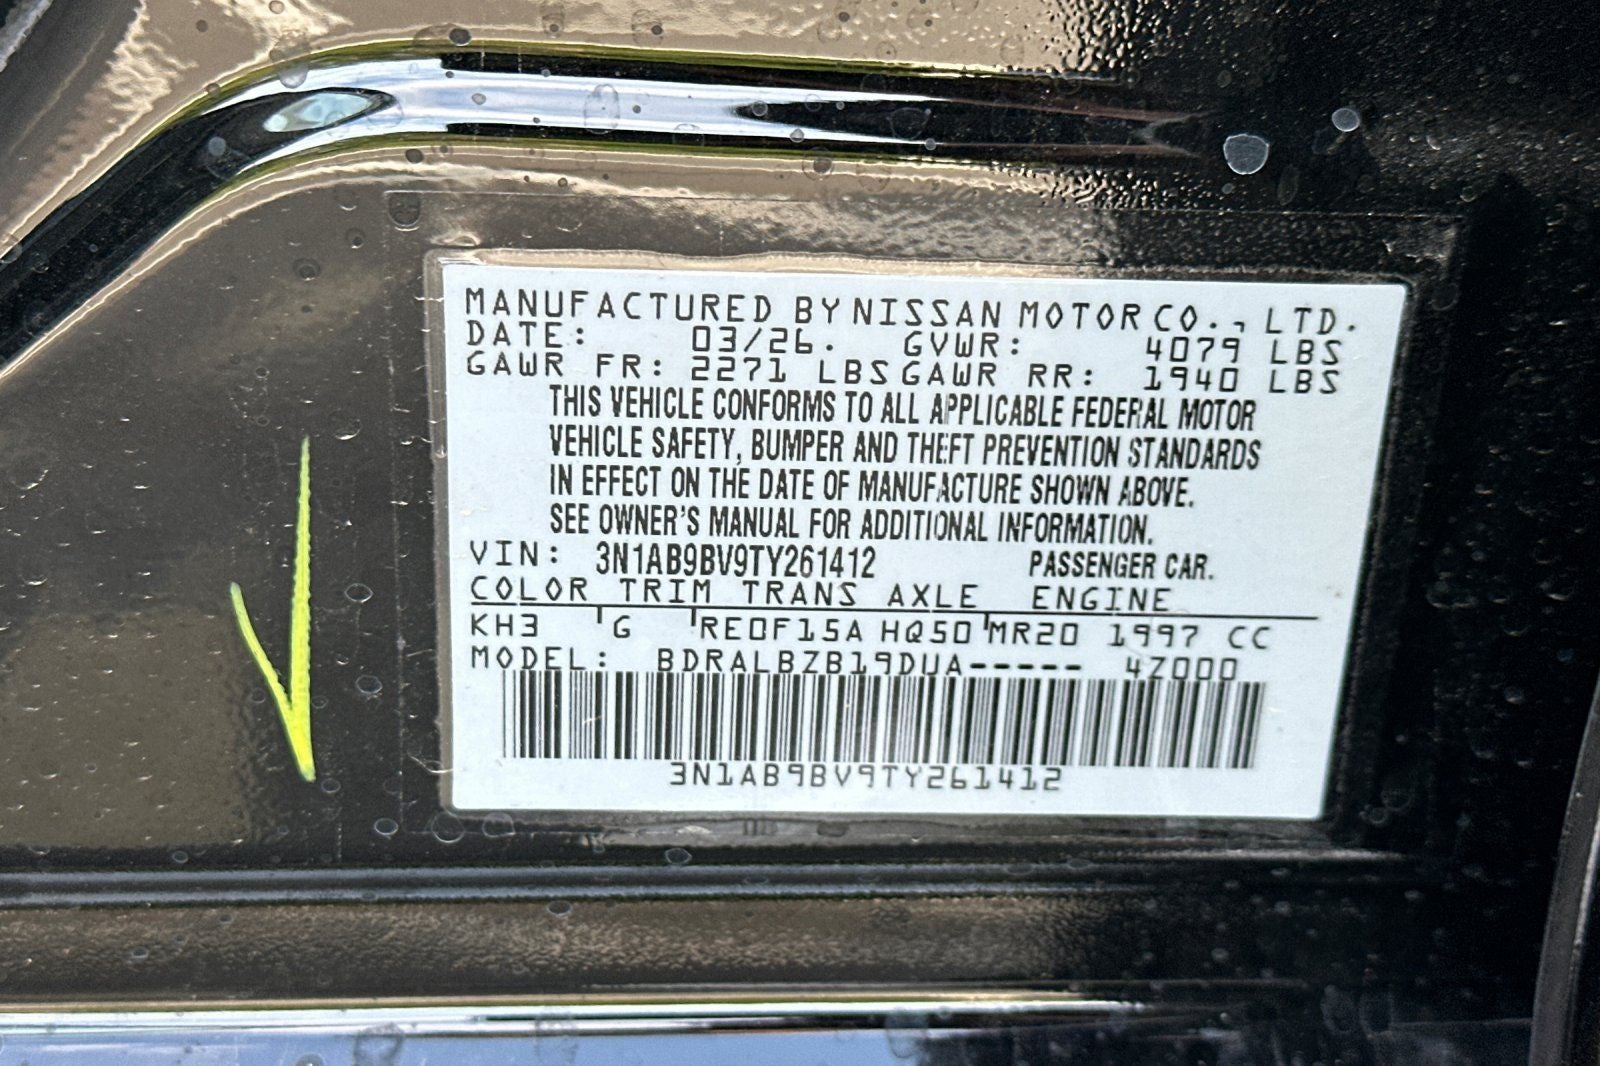 MANUFACTURED BY NISSAN MOTOR CO., LTD.
DATE: 03/26. GVWR: 4079 LBS
GAWR FR: 2271 LBS GAWR RR: 1940 LBS
THIS VEHICLE CONFORMS TO ALL APPLICABLE FEDERAL MOTOR
VEHICLE SAFETY, BUMPER AND THEFT PREVENTION STANDARDS
IN EFFECT ON THE DATE OF MANUFACTURE SHOWN ABOVE.
SEE OWNER'S MANUAL FOR ADDITIONAL INFORMATION.
VIN: 3N1AB9BV9TY261412 PASSENGER CAR.
COLOR TRIM TRANS AXLE ENGINE
KH3 G RE0F15A HQ50 MR20 1997 CC
MODEL: BDRALBZB19DUA----- 4Z000
3N1AB9BV9TY261412